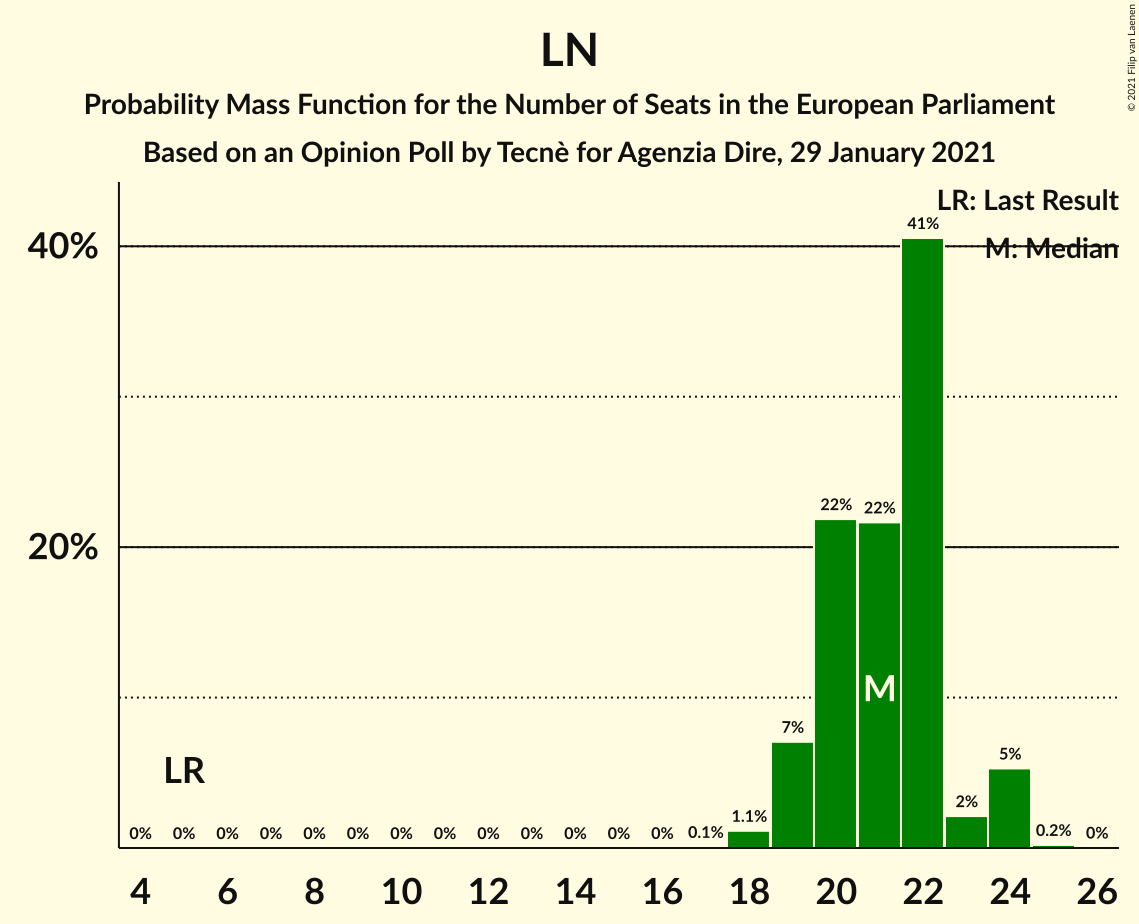 LN
Probability Mass Function for the Number of Seats in the European Parliament
Based on an Opinion Poll by Tecnè for Agenzia Dire, 29 January 2021
© 2021 Filip van Laenen
LR: Last Result
M: Median
40%
20%
41%
22% 22%
M
7%
5%
LR
2%
0% 0% 0% 0% 0% 0% 0% 0% 0% 0% 0% 0% 0% 0.1% 1.1% 0.2% 0%
4 6 8 10 12 14 16 18 20 22 24 26